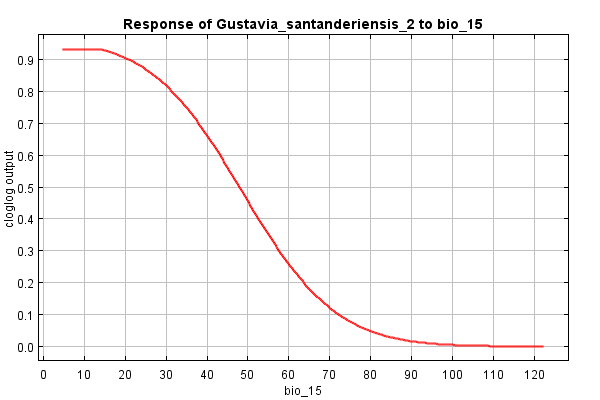 Response of Gustavia_santanderiensis_2 to bio_15
cloglog output
0.9
0.8
0.7
0.6
0.5
0.4
0.3
0.2
0.1
0.0
0 10 20 30 40 50 60 70 80 90 100 110 120
bio_15